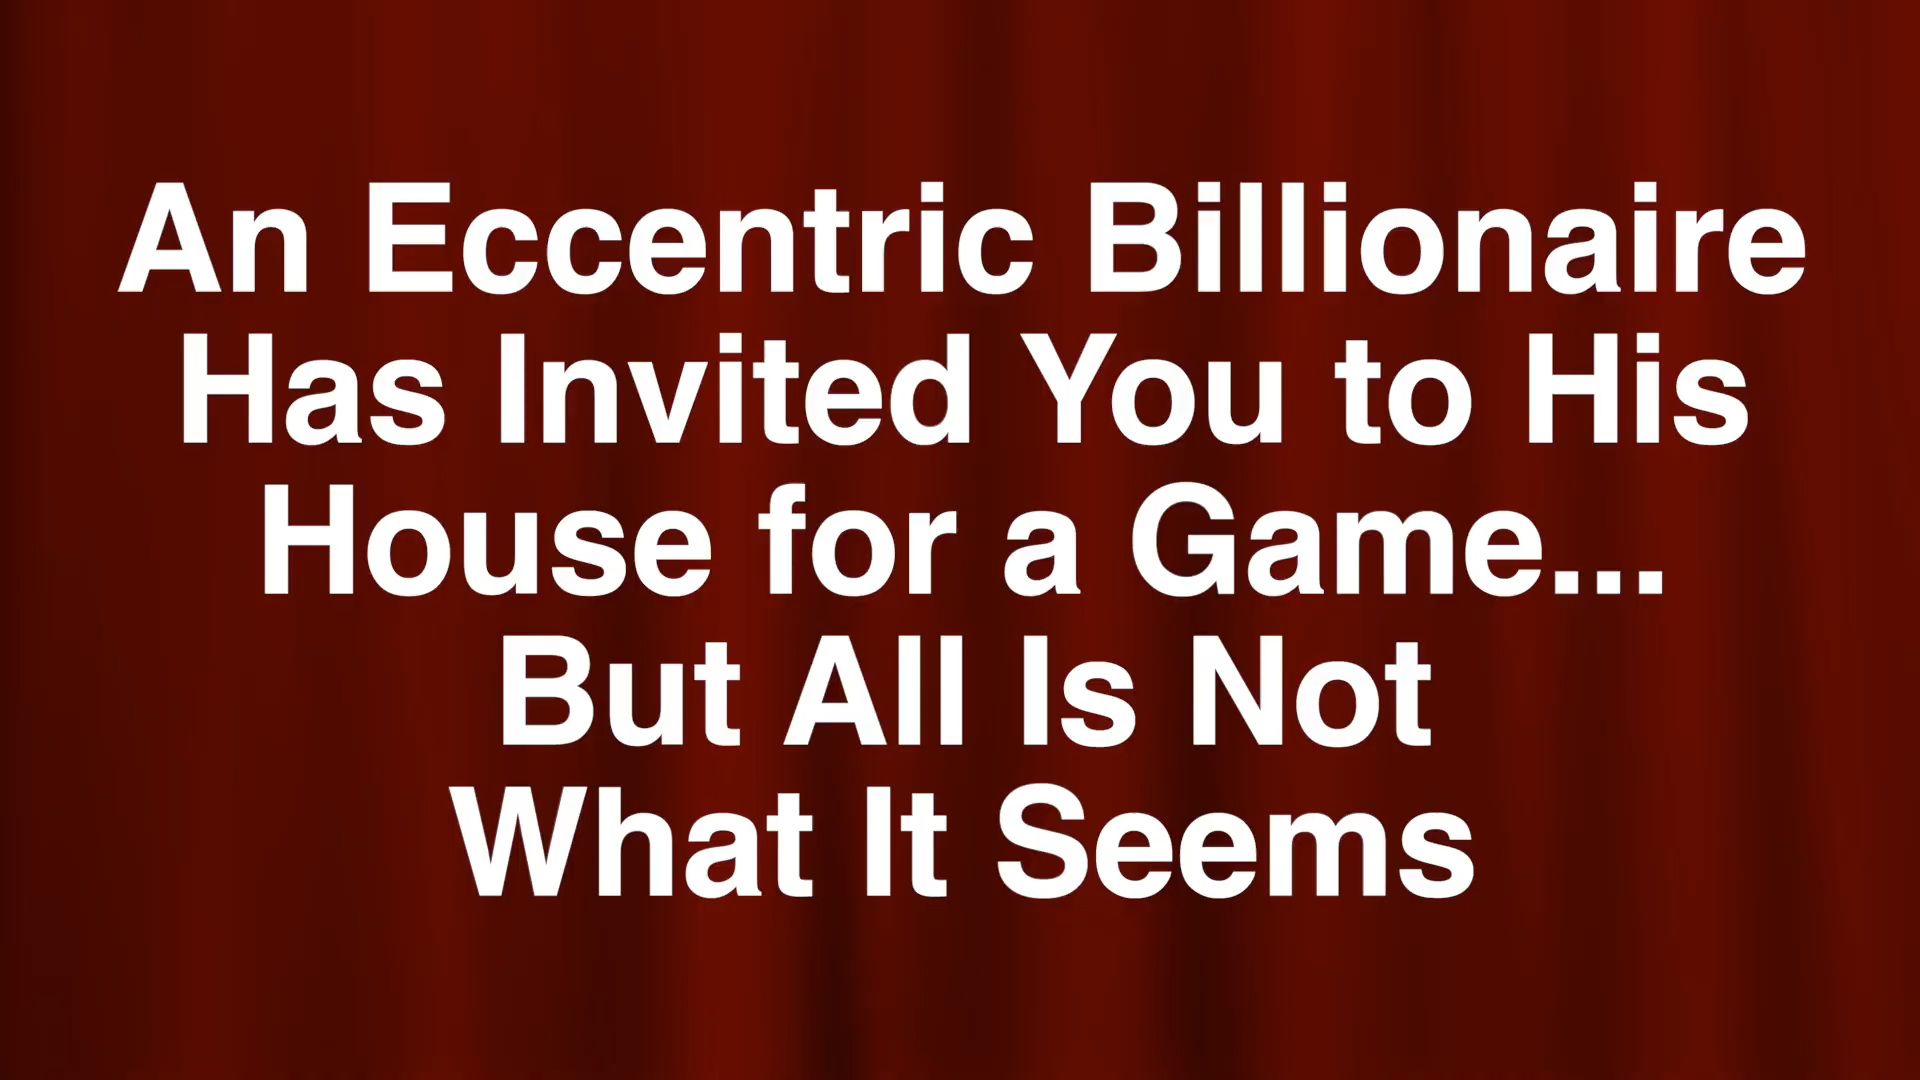 An Eccentric Billionaire
Has Invited You to His
House for a Game...
But All Is Not
What It Seems